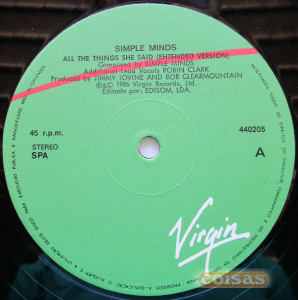 SIMPLE MINDS
ALL THE THINGS SHE SAID (EXTENDED VERSION)
Composed by SIMPLE MINDS
Additional Lead Vocals ROBIN CLARK
Produced by JIMMY IOVINE AND BOB CLEARMOUNTAIN
℗&© 1986 Virgin Records, Ltd.
Editado por: EDISOM, LDA.
45 r.p.m.
STEREO
SPA
440205
A
Virgin
coisas